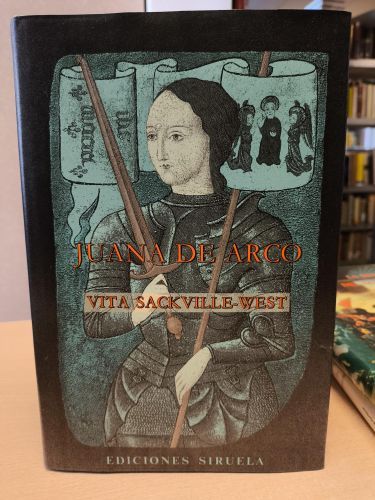 JUANA DE ARCO
VITA SACKVILLE-WEST
EDICIONES SIRUELA